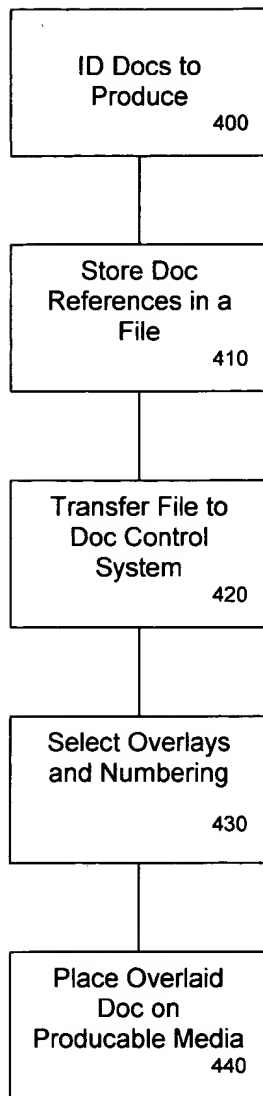 ID Docs to
Produce
400
Store Doc
References in a
File
410
Transfer File to
Doc Control
System
420
Select Overlays
and Numbering
430
Place Overlaid
Doc on
Producable Media
440